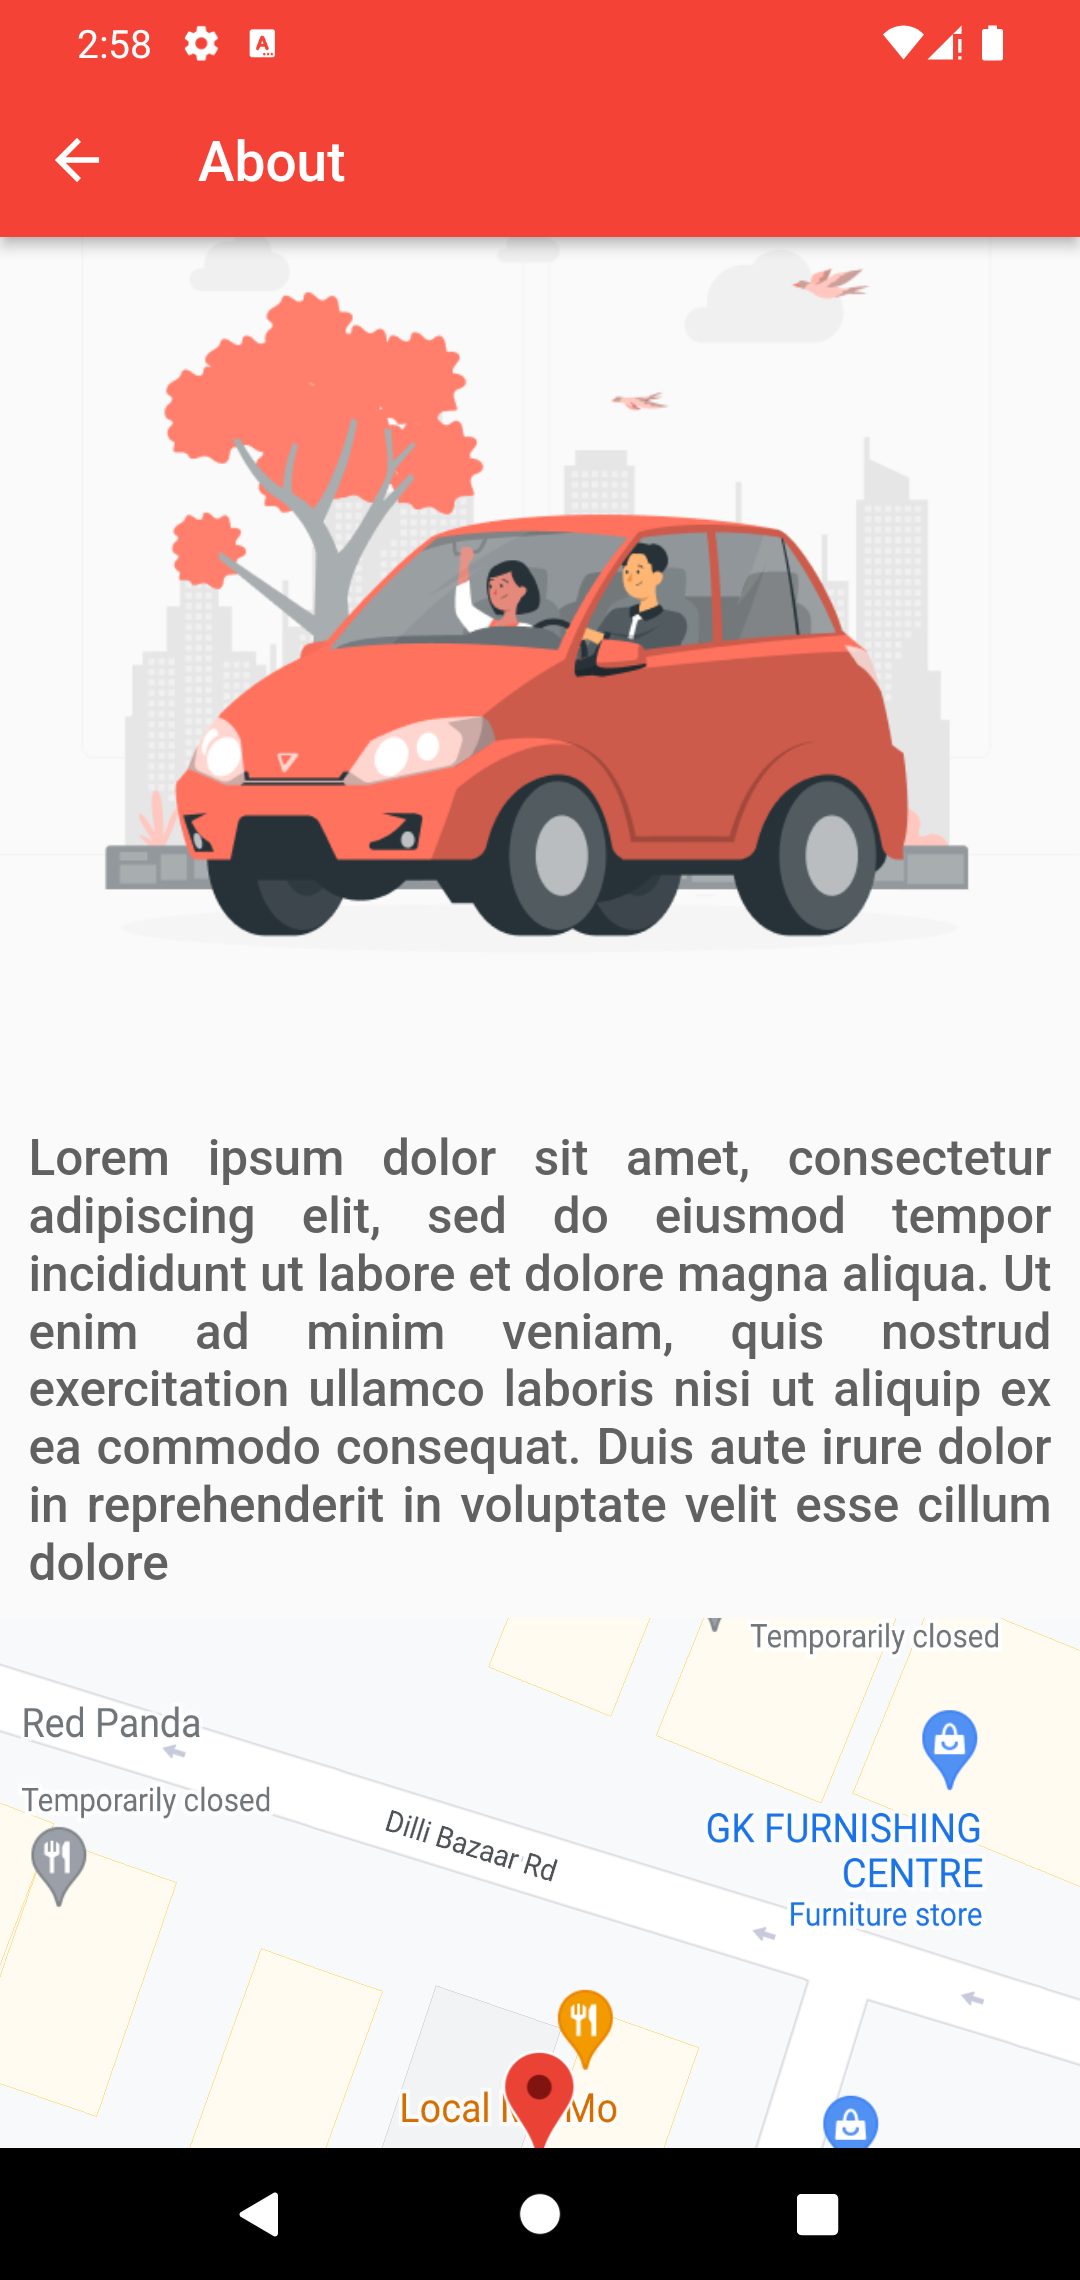 2:58
About
Lorem ipsum dolor sit amet, consectetur
adipiscing elit, sed do eiusmod tempor
incididunt ut labore et dolore magna aliqua. Ut
enim ad minim veniam, quis nostrud
exercitation ullamco laboris nisi ut aliquip ex
ea commodo consequat. Duis aute irure dolor
in reprehenderit in voluptate velit esse cillum
dolore
Temporarily closed
Red Panda
Temporarily closed
Dilli Bazaar Rd
GK FURNISHING
CENTRE
Furniture store
Local Mo